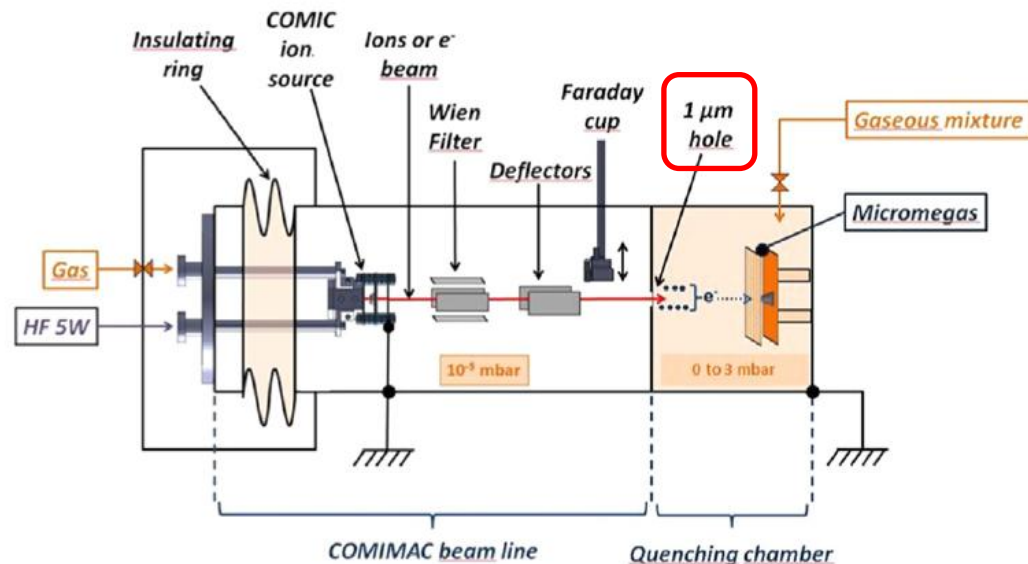 COMIC
ion.
source
Insulating
ring
Ions or e-
beam
Wien
Filter
Deflectors
Faraday
cup
1 µm
hole
Gaseous mixture
Micromegas
Gas
HF 5W
e-
10-5 mbar
0 to 3 mbar
COMIMAC beam line
Quenching chamber